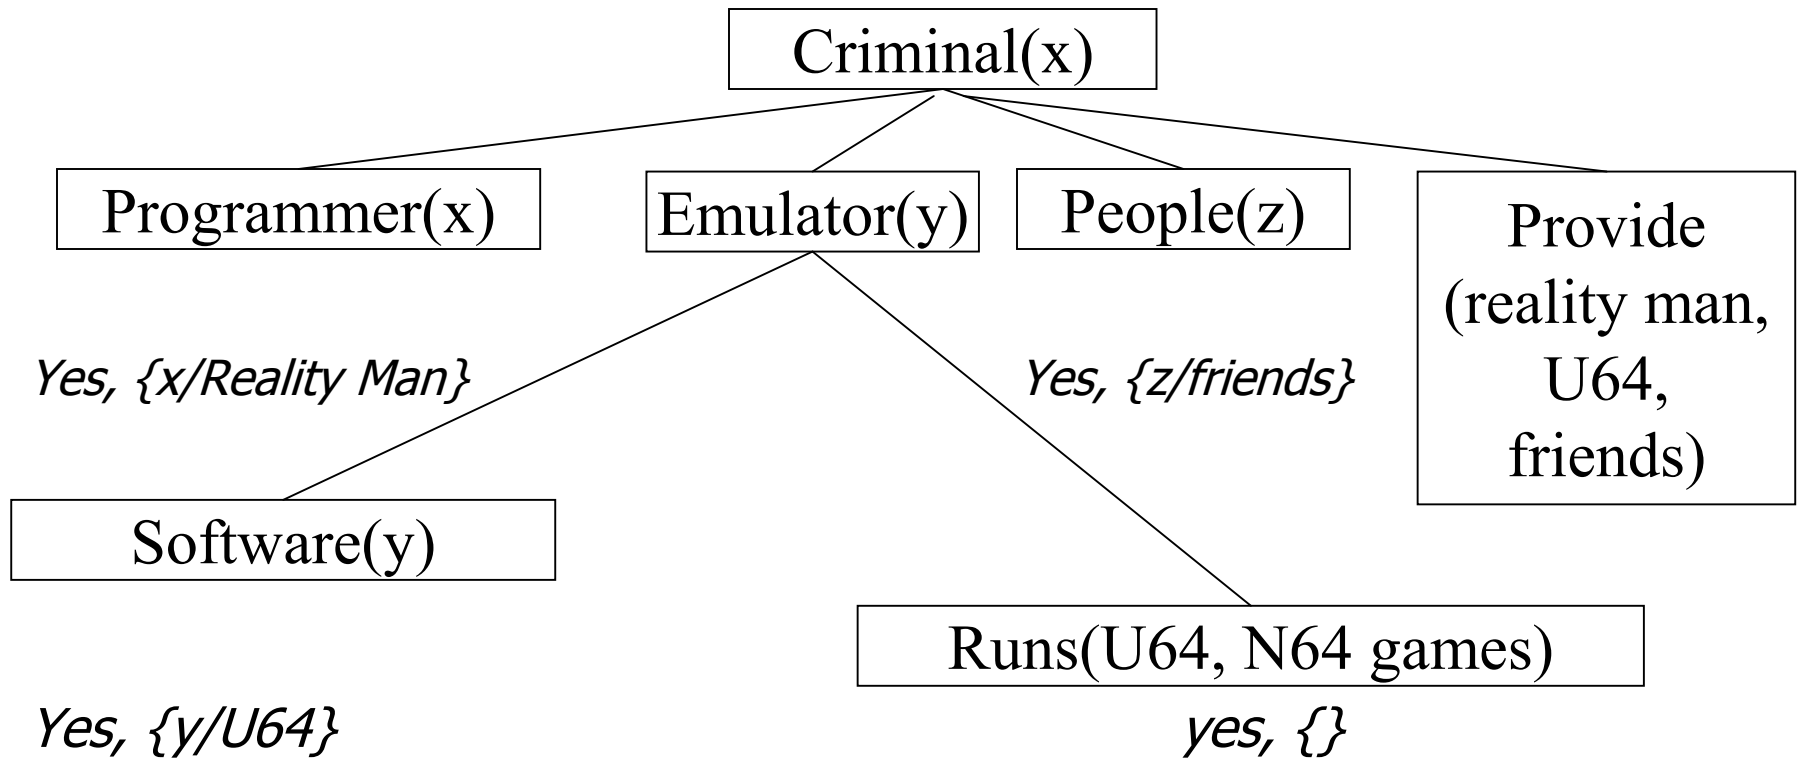 Criminal(x)
Programmer(x)
Emulator(y)
People(z)
Provide
(reality man,
U64,
friends)
Yes, {x/Reality Man}
Yes, {z/friends}
Software(y)
Runs(U64, N64 games)
Yes, {y/U64}
yes, {}